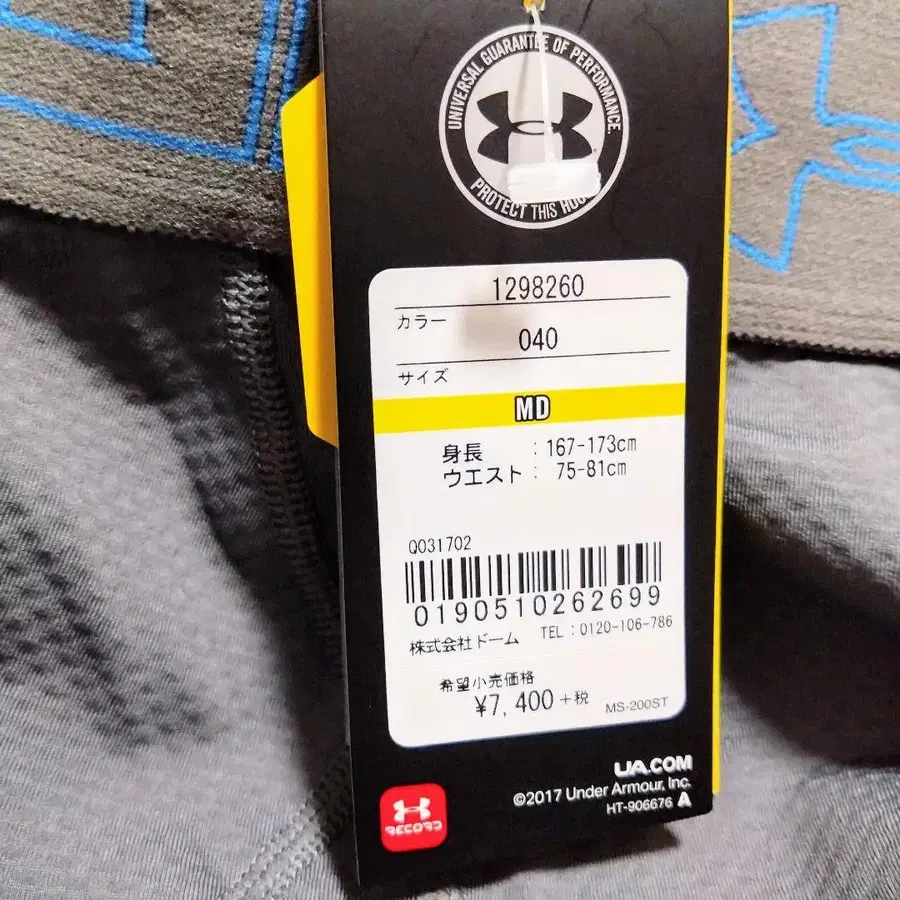 UNIVERSAL GUARANTEE OF PERFORMANCE.
PROTECT THIS
1298260
カラー
040
サイズ
MD
身長 : 167-173cm
ウエスト : 75-81cm
Q031702
0190510262699
株式会社ドーム TEL:0120-106-786
希望小売価格
¥7,400+税
MS-200ST
UA.COM
©2017 Under Armour, Inc.
HT-906676 A
RECORD